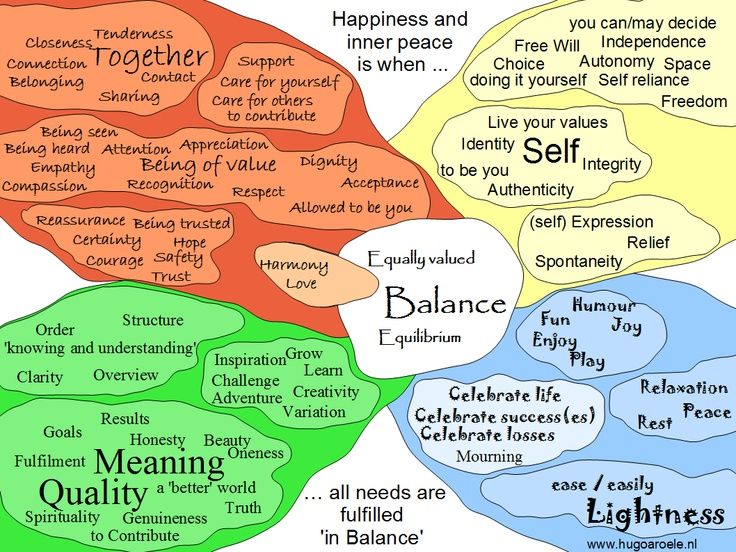 Happiness and
inner peace
is when ...
Tenderness
Closeness
Together
Connection
Contact
Belonging
Sharing
Support
Care for yourself
Care for others
to contribute
Being seen
Being heard
Attention
Appreciation
Empathy
Being of value
Dignity
Compassion
Recognition
Respect
Acceptance
Allowed to be you
Reassurance
Being trusted
Certainty
Hope
Courage
Safety
Trust
Harmony
Love
you can/may decide
Free Will
Independence
Choice
Autonomy
Space
doing it yourself
Self reliance
Freedom
Live your values
Identity
Self
Integrity
to be you
Authenticity
(self) Expression
Relief
Spontaneity
Equally valued
Balance
Equilibrium
Structure
Order
'knowing and understanding'
Clarity
Overview
Inspiration
Grow
Learn
Challenge
Creativity
Adventure
Variation
Results
Goals
Honesty
Beauty
Oneness
Fulfilment
Meaning
Quality
a 'better' world
Truth
Spirituality
Genuineness
to Contribute
Humour
Fun
Joy
Enjoy
Play
Celebrate life
Celebrate success(es)
Celebrate losses
Mourning
Relaxation
Rest
Peace
ease / easily
Lightness
... all needs are
fulfilled
'in Balance'
www.hugoaroele.nl